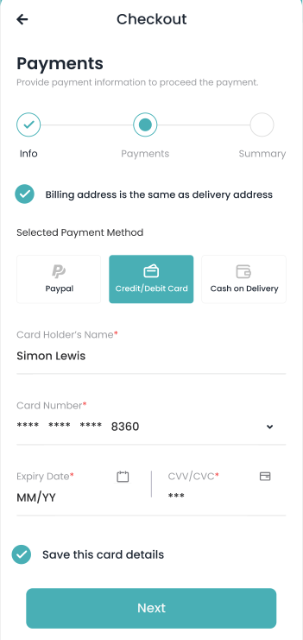 Checkout
Payments
Provide payment information to proceed the payment.
Info
Payments
Summary
Billing address is the same as delivery address
Selected Payment Method
Paypal
Credit/Debit Card
Cash on Delivery
Card Holder's Name*
Simon Lewis
Card Number*
**** **** **** 8360
Expiry Date*
CVV/CVC*
MM/YY
***
Save this card details
Next